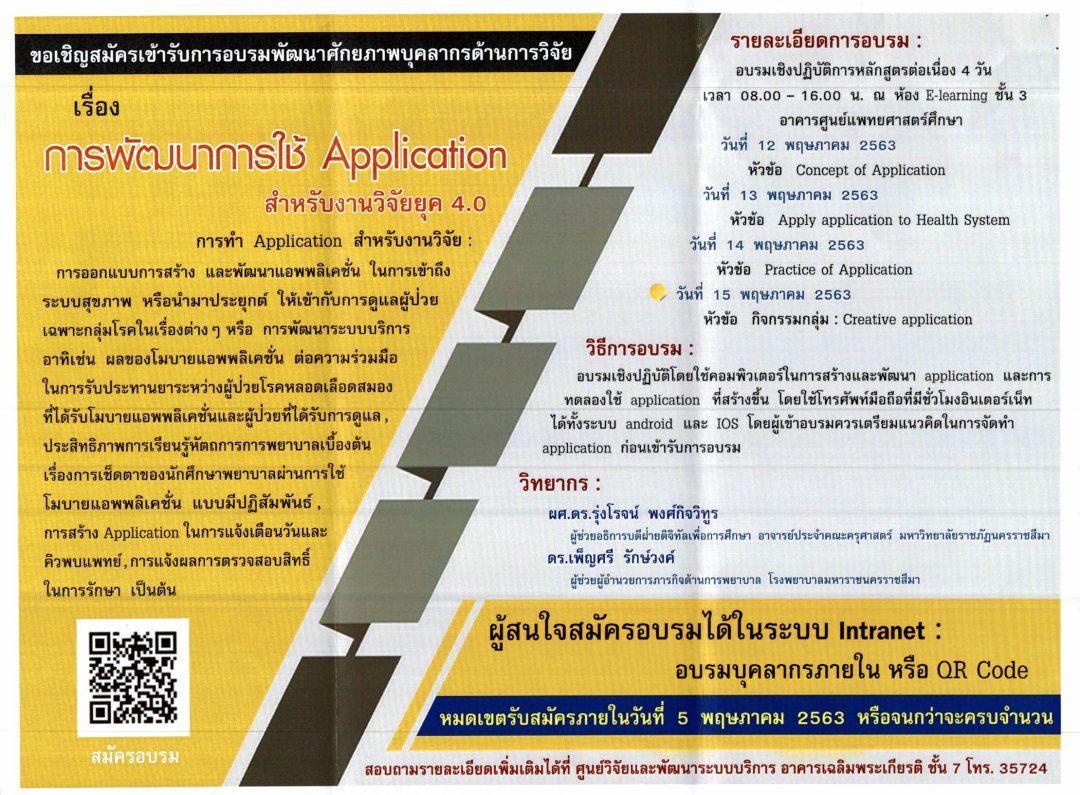 ขอเชิญสมัครเข้ารับการอบรมพัฒนาศักยภาพบุคลากรด้านการวิจัย
เรื่อง
การพัฒนาการใช้ Application
สำหรับงานวิจัยยุค 4.0
การทำ Application สำหรับงานวิจัย :
การออกแบบการสร้าง และพัฒนาแอพพลิเคชั่น ในการเข้าถึง
ระบบสุขภาพ หรือนำมาประยุกต์ ให้เข้ากับการดูแลผู้ป่วย
เฉพาะกลุ่มโรคในเรื่องต่าง ๆ หรือ การพัฒนาระบบบริการ
อาทิเช่น ผลของโมบายแอพพลิเคชั่น ต่อความร่วมมือ
ในการรับประทานยาระหว่างผู้ป่วยโรคหลอดเลือดสมอง
ที่ได้รับโมบายแอพพลิเคชั่นและผู้ป่วยที่ได้รับการดูแล ,
ประสิทธิภาพการเรียนรู้หัตถการการพยาบาลเบื้องต้น
เรื่องการเช็ดตาของนักศึกษาพยาบาลผ่านการใช้
โมบายแอพพลิเคชั่น แบบมีปฏิสัมพันธ์ ,
การสร้าง Application ในการแจ้งเตือนวันและ
คิวพบแพทย์ , การแจ้งผลการตรวจสอบสิทธิ์
ในการรักษา เป็นต้น
สมัครอบรม
รายละเอียดการอบรม :
อบรมเชิงปฏิบัติการหลักสูตรต่อเนื่อง 4 วัน
เวลา 08.00 – 16.00 น. ณ ห้อง E-learning ชั้น 3
อาคารศูนย์แพทยศาสตร์ศึกษา
วันที่ 12 พฤษภาคม 2563
หัวข้อ Concept of Application
วันที่ 13 พฤษภาคม 2563
หัวข้อ Apply application to Health System
วันที่ 14 พฤษภาคม 2563
หัวข้อ Practice of Application
วันที่ 15 พฤษภาคม 2563
หัวข้อ กิจกรรมกลุ่ม : Creative application
วิธีการอบรม :
อบรมเชิงปฏิบัติโดยใช้คอมพิวเตอร์ในการสร้างและพัฒนา application และการ
ทดลองใช้ application ที่สร้างขึ้น โดยใช้โทรศัพท์มือถือที่มีชั่วโมงอินเตอร์เน็ท
ได้ทั้งระบบ android และ IOS โดยผู้เข้าอบรมควรเตรียมแนวคิดในการจัดทำ
application ก่อนเข้ารับการอบรม
วิทยากร :
ผศ.ดร.รุ่งโรจน์ พงศ์กิจวิทูร
ผู้ช่วยอธิการบดีฝ่ายดิจิทัลเพื่อการศึกษา อาจารย์ประจำคณะครุศาสตร์ มหาวิทยาลัยราชภัฏนครราชสีมา
ดร.เพ็ญศรี รักษ์วงค์
ผู้ช่วยผู้อำนวยการภารกิจด้านการพยาบาล โรงพยาบาลมหาราชนครราชสีมา
ผู้สนใจสมัครอบรมได้ในระบบ Intranet :
อบรมบุคลากรภายใน หรือ QR Code
หมดเขตรับสมัครภายในวันที่ 5 พฤษภาคม 2563 หรือจนกว่าจะครบจำนวน
สอบถามรายละเอียดเพิ่มเติมได้ที่ ศูนย์วิจัยและพัฒนาระบบบริการ อาคารเฉลิมพระเกียรติ ชั้น 7 โทร. 35724